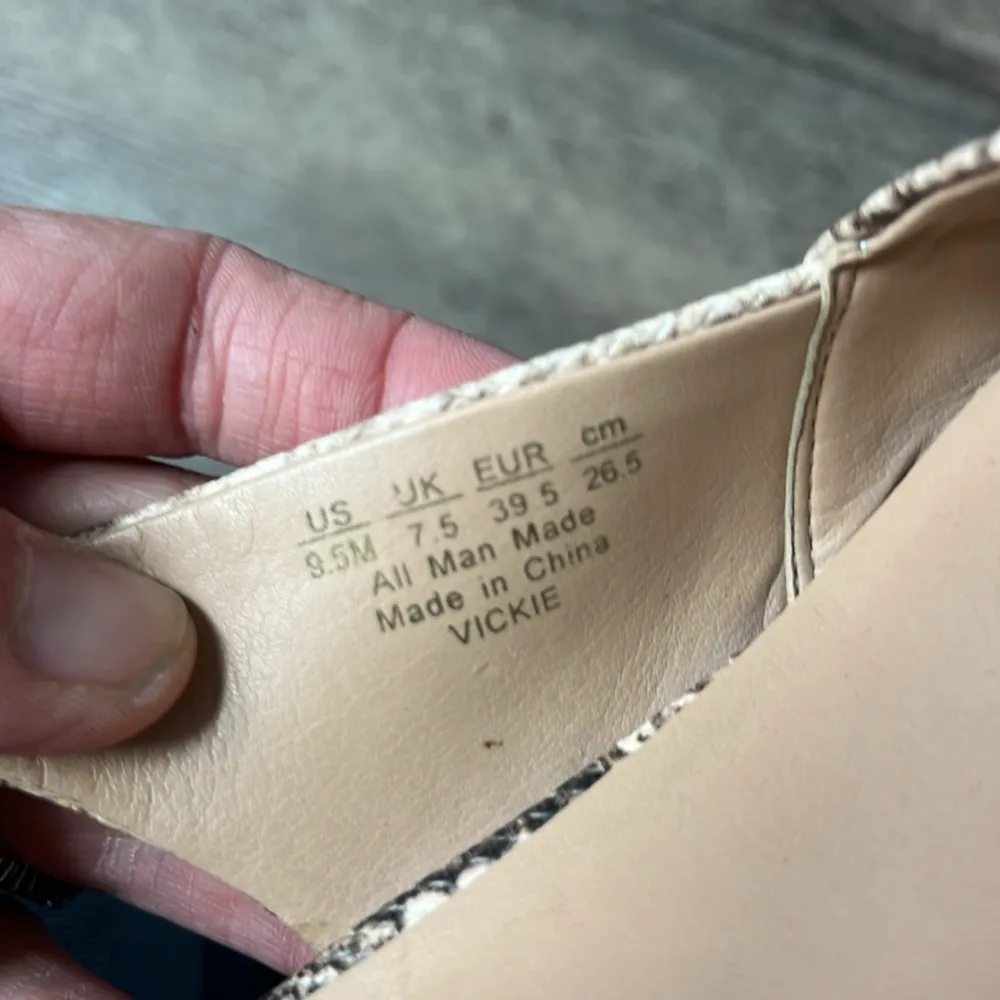 US UK EUR cm
9.5M 7.5 39 5 26.5
All Man Made
Made in China
VICKIE